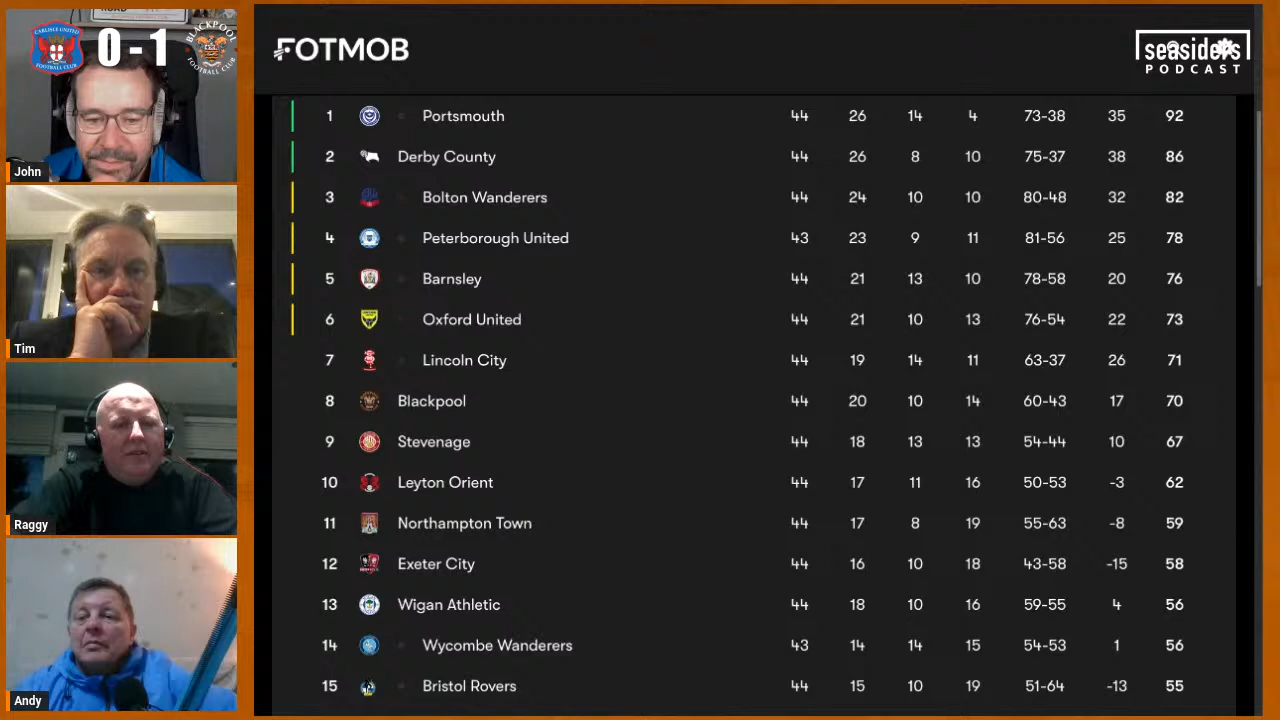 ROAD
CARLISLE UNITED
FOOTBALL CLUB
0 - 1
BLACKPOOL
FOOTBALL CLUB
FOTMOB
seasiders
PODCAST
John
Tim
Raggy
Andy
1 Portsmouth 44 26 14 4 73-38 35 92
2 Derby County 44 26 8 10 75-37 38 86
3 Bolton Wanderers 44 24 10 10 80-48 32 82
4 Peterborough United 43 23 9 11 81-56 25 78
5 Barnsley 44 21 13 10 78-58 20 76
6 Oxford United 44 21 10 13 76-54 22 73
7 Lincoln City 44 19 14 11 63-37 26 71
8 Blackpool 44 20 10 14 60-43 17 70
9 Stevenage 44 18 13 13 54-44 10 67
10 Leyton Orient 44 17 11 16 50-53 -3 62
11 Northampton Town 44 17 8 19 55-63 -8 59
12 Exeter City 44 16 10 18 43-58 -15 58
13 Wigan Athletic 44 18 10 16 59-55 4 56
14 Wycombe Wanderers 43 14 14 15 54-53 1 56
15 Bristol Rovers 44 15 10 19 51-64 -13 55